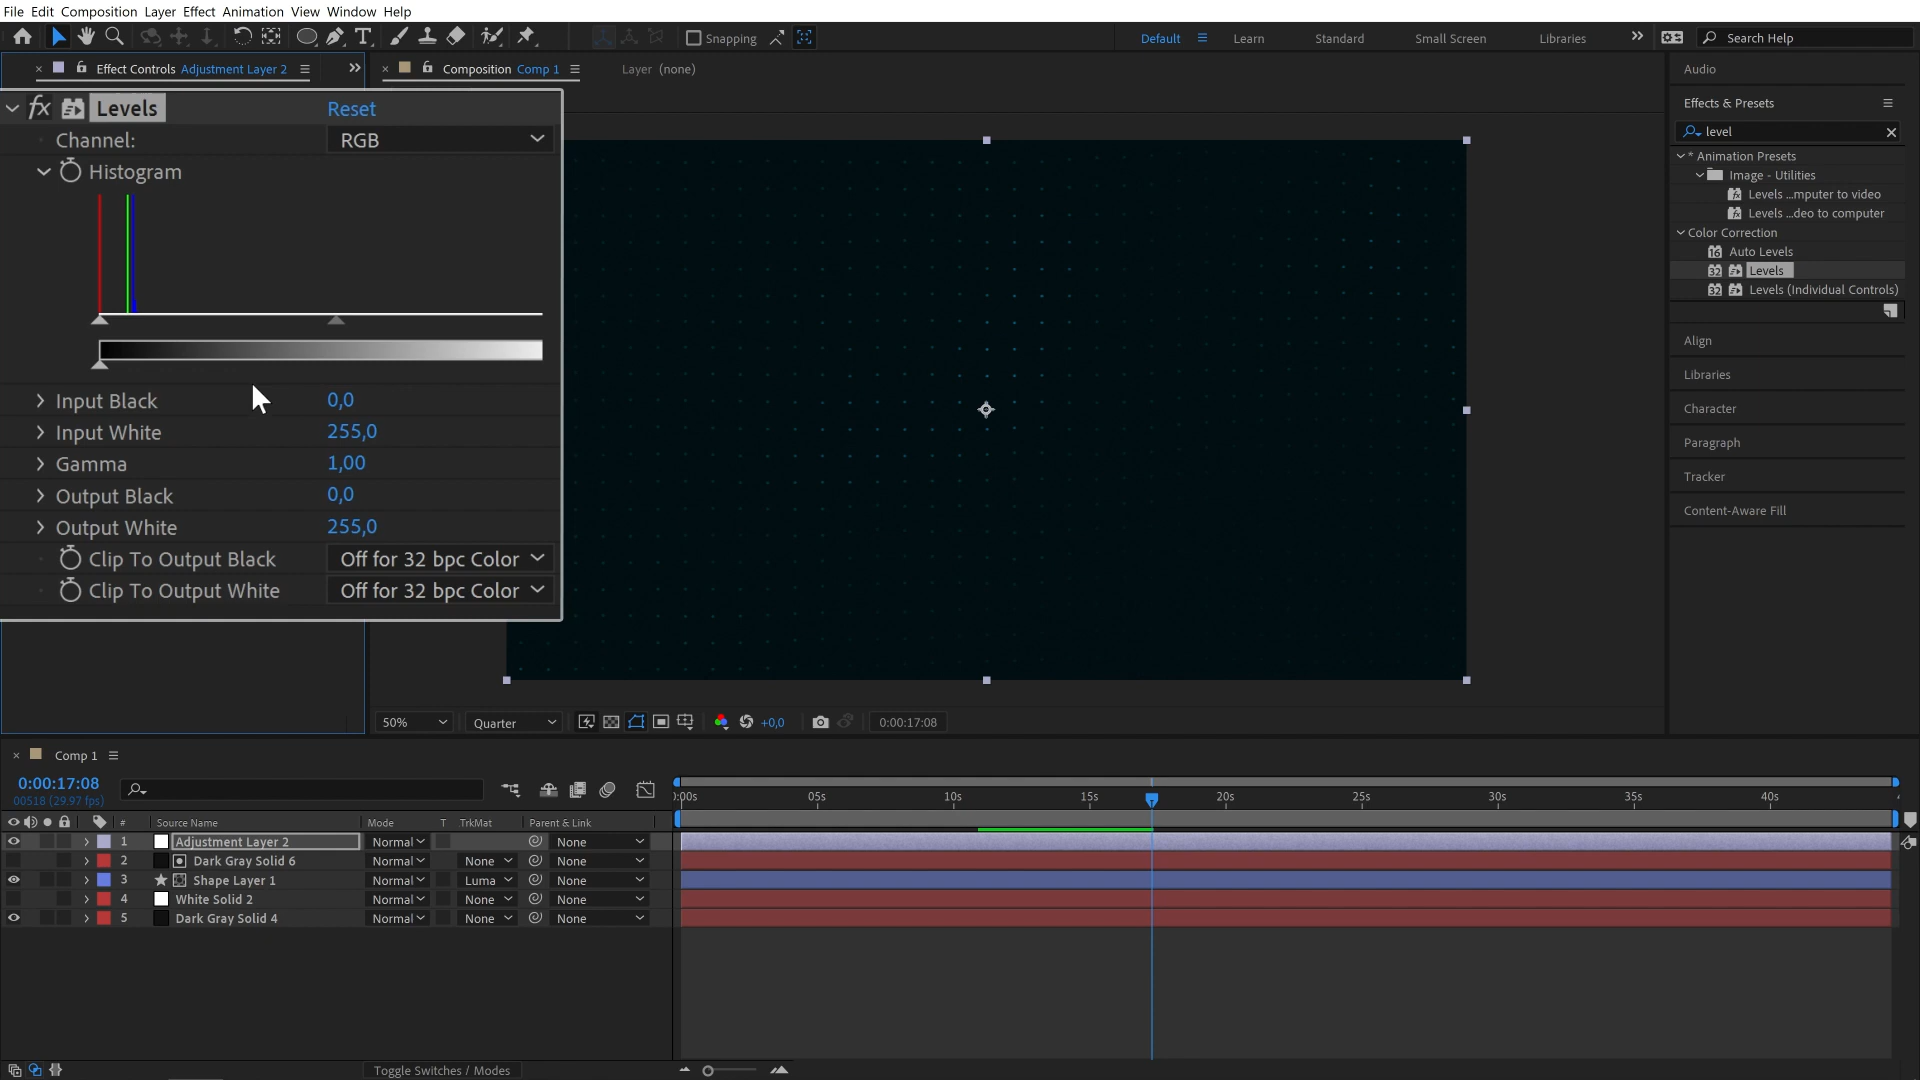 File Edit Composition Layer Effect Animation View Window Help
Snapping
Default
Learn
Standard
Small Screen
Libraries
Search Help
Effect Controls Adjustment Layer 2
Composition Comp 1
Layer (none)
fx Levels Reset
Channel: RGB
Histogram
Input Black 0,0
Input White 255,0
Gamma 1,00
Output Black 0,0
Output White 255,0
Clip To Output Black Off for 32 bpc Color
Clip To Output White Off for 32 bpc Color
50%
Quarter
+0,0
0:00:17:08
Audio
Effects & Presets
level
* Animation Presets
Image - Utilities
Levels ...mputer to video
Levels ...deo to computer
Color Correction
16 Auto Levels
32 Levels
32 Levels (Individual Controls)
Align
Libraries
Character
Paragraph
Tracker
Content-Aware Fill
Comp 1
0:00:17:08
00518 (29.97 fps)
# Source Name Mode T TrkMat Parent & Link
1 Adjustment Layer 2 Normal None
2 Dark Gray Solid 6 Normal None None
3 Shape Layer 1 Normal Luma None
4 White Solid 2 Normal None None
5 Dark Gray Solid 4 Normal None None
):00s 05s 10s 15s 20s 25s 30s 35s 40s
Toggle Switches / Modes